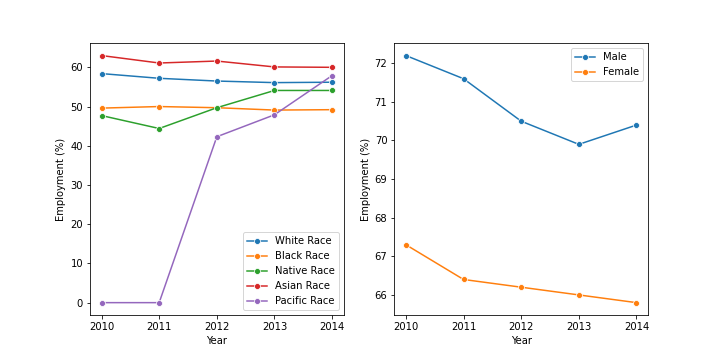 60
50
40
30
20
10
0
Employment (%)
2010 2011 2012 2013 2014
Year
White Race
Black Race
Native Race
Asian Race
Pacific Race
72
71
70
69
68
67
66
Employment (%)
2010 2011 2012 2013 2014
Year
Male
Female